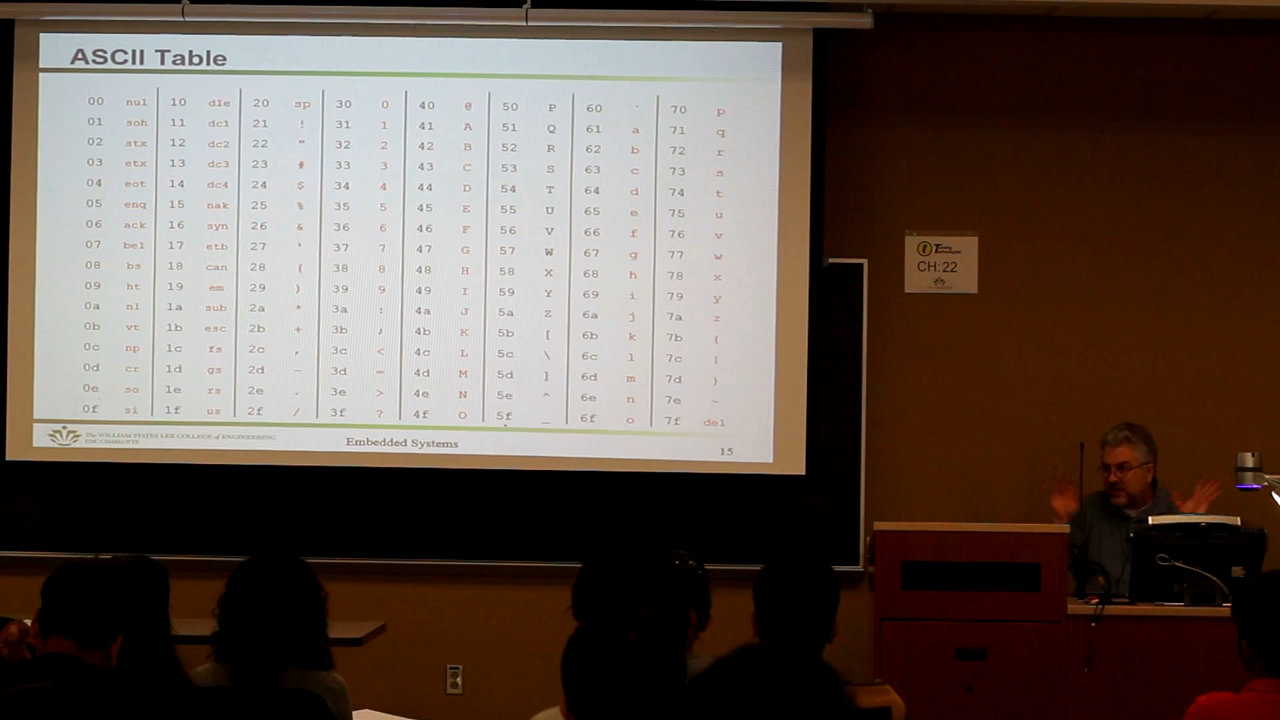 ASCII Table
00 nul 10 dle 20 sp 30 0 40 @ 50 P 60 ` 70 p
01 soh 11 dc1 21 ! 31 1 41 A 51 Q 61 a 71 q
02 stx 12 dc2 22 " 32 2 42 B 52 R 62 b 72 r
03 etx 13 dc3 23 # 33 3 43 C 53 S 63 c 73 s
04 eot 14 dc4 24 $ 34 4 44 D 54 T 64 d 74 t
05 enq 15 nak 25 % 35 5 45 E 55 U 65 e 75 u
06 ack 16 syn 26 & 36 6 46 F 56 V 66 f 76 v
07 bel 17 etb 27 ' 37 7 47 G 57 W 67 g 77 w
08 bs 18 can 28 ( 38 8 48 H 58 X 68 h 78 x
09 ht 19 em 29 ) 39 9 49 I 59 Y 69 i 79 y
0a nl 1a sub 2a * 3a : 4a J 5a Z 6a j 7a z
0b vt 1b esc 2b + 3b ; 4b K 5b [ 6b k 7b {
0c np 1c fs 2c , 3c < 4c L 5c \ 6c l 7c |
0d cr 1d gs 2d - 3d = 4d M 5d ] 6d m 7d }
0e so 1e rs 2e . 3e > 4e N 5e ^ 6e n 7e ~
0f si 1f us 2f / 3f ? 4f O 5f _ 6f o 7f del
The WILLIAM STATES LEE COLLEGE of ENGINEERING
UNC CHARLOTTE
Embedded Systems
15
CH: 22